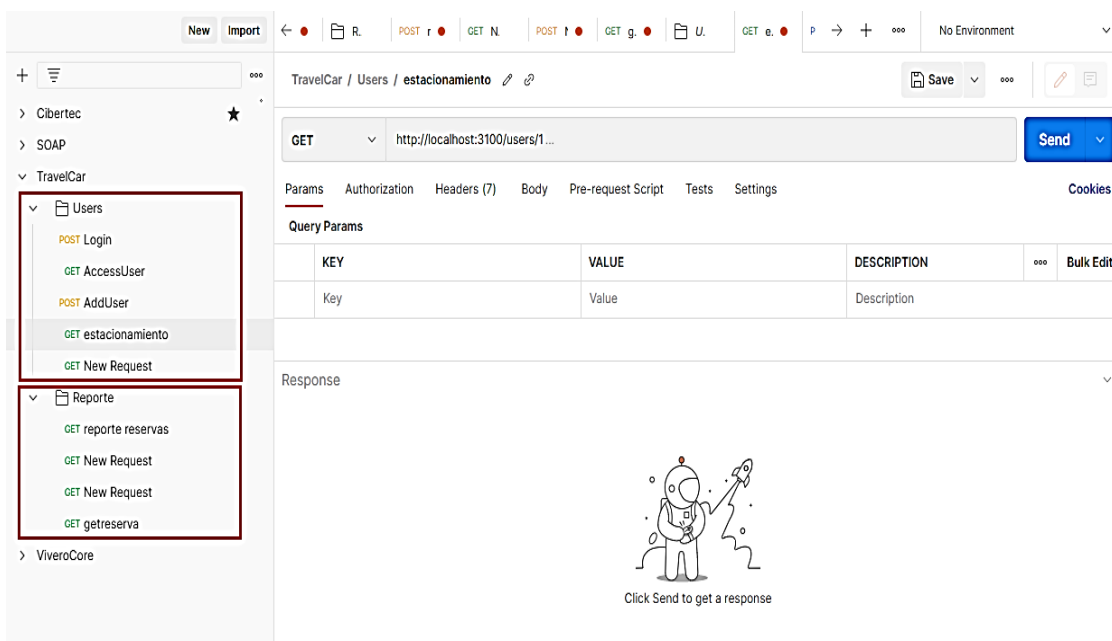 New Import R. POST r GET N. POST GET g. U. GET e. P No Environment
TravelCar / Users / estacionamiento Save
Cibertec
SOAP
TravelCar
Users
POST Login
GET AccessUser
POST AddUser
GET estacionamiento
GET New Request
Reporte
GET reporte reservas
GET New Request
GET New Request
GET getreserva
ViveroCore
GET http://localhost:3100/users/1... Send
Params Authorization Headers (7) Body Pre-request Script Tests Settings Cookies
Query Params
KEY VALUE DESCRIPTION Bulk Edit
Key Value Description
Response
Click Send to get a response